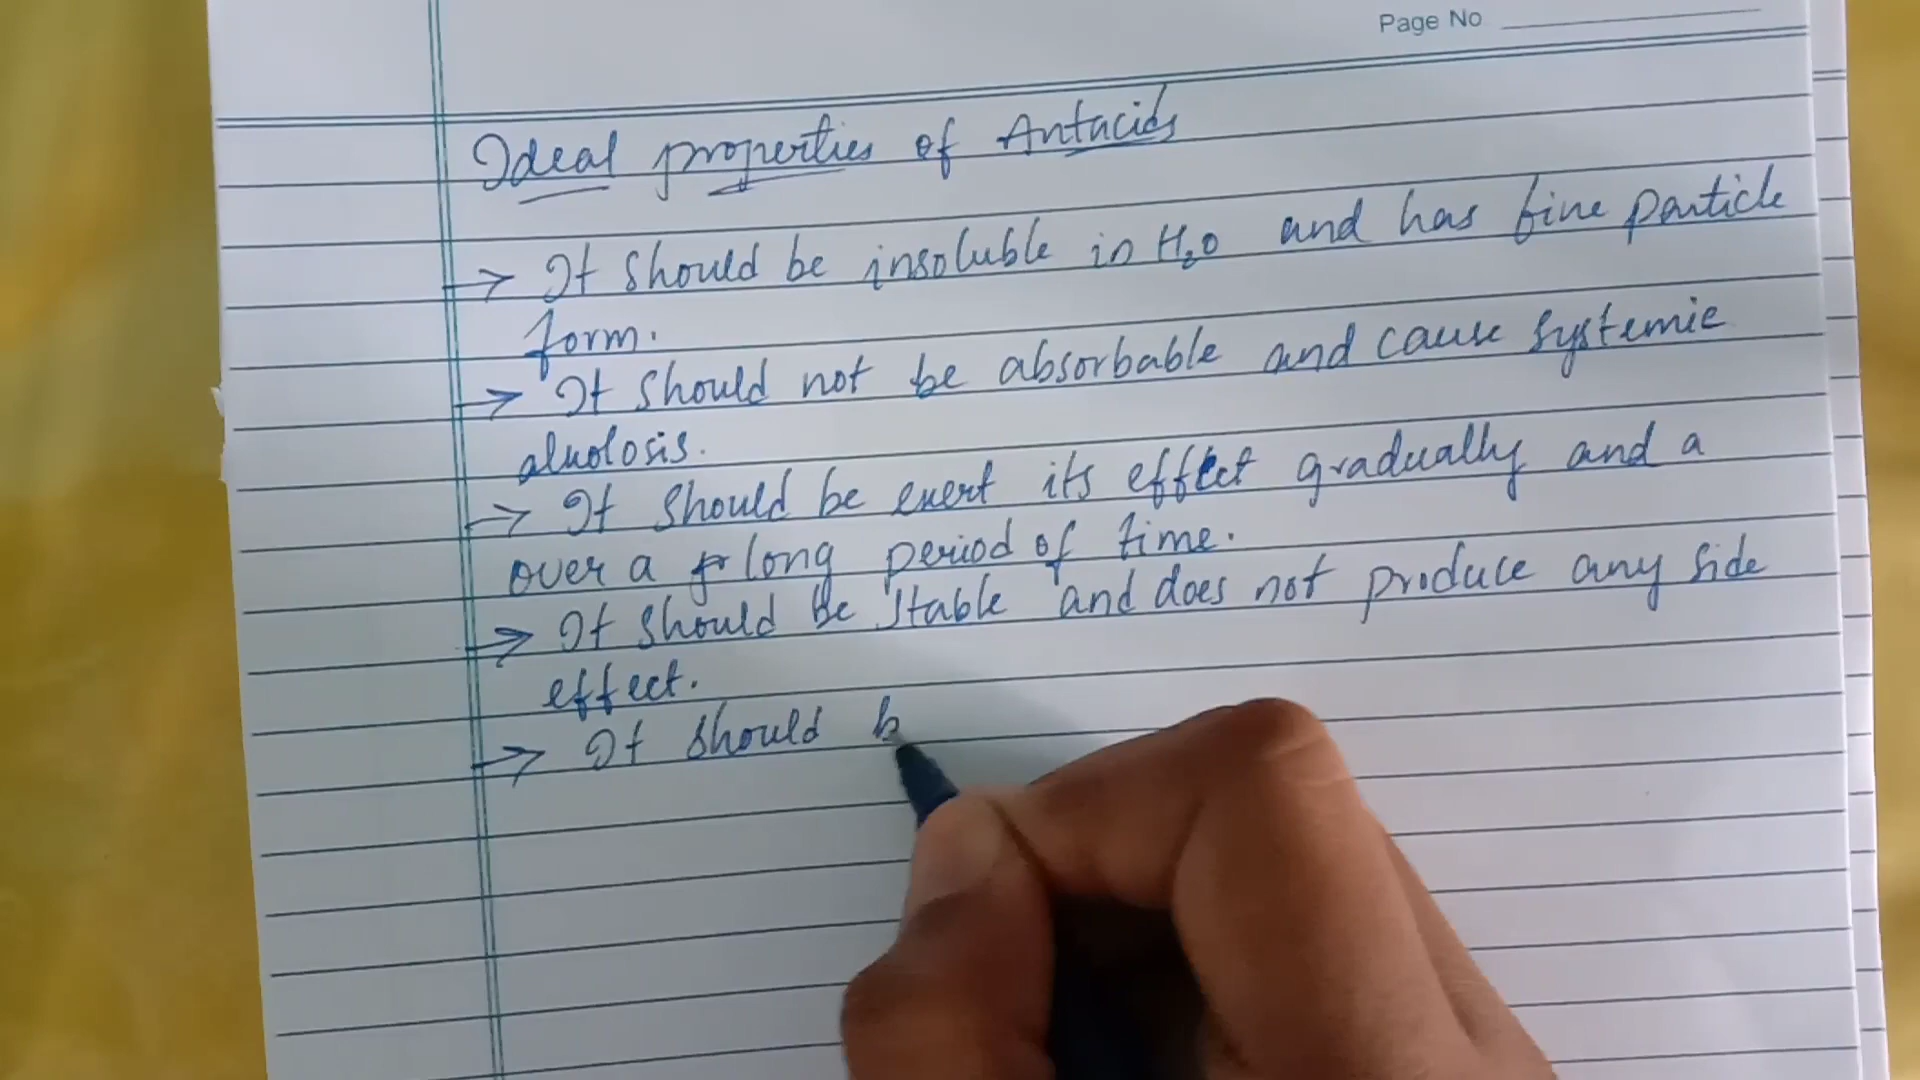 Page No
Ideal properties of Antacids
-> It should be insoluble in H₂O and has fine particle
form.
-> It should not be absorbable and cause systemic
alkolosis.
-> It should be exert its effect gradually and a
over a long period of time.
-> It should be stable and does not produce any side
effect.
-> It should b